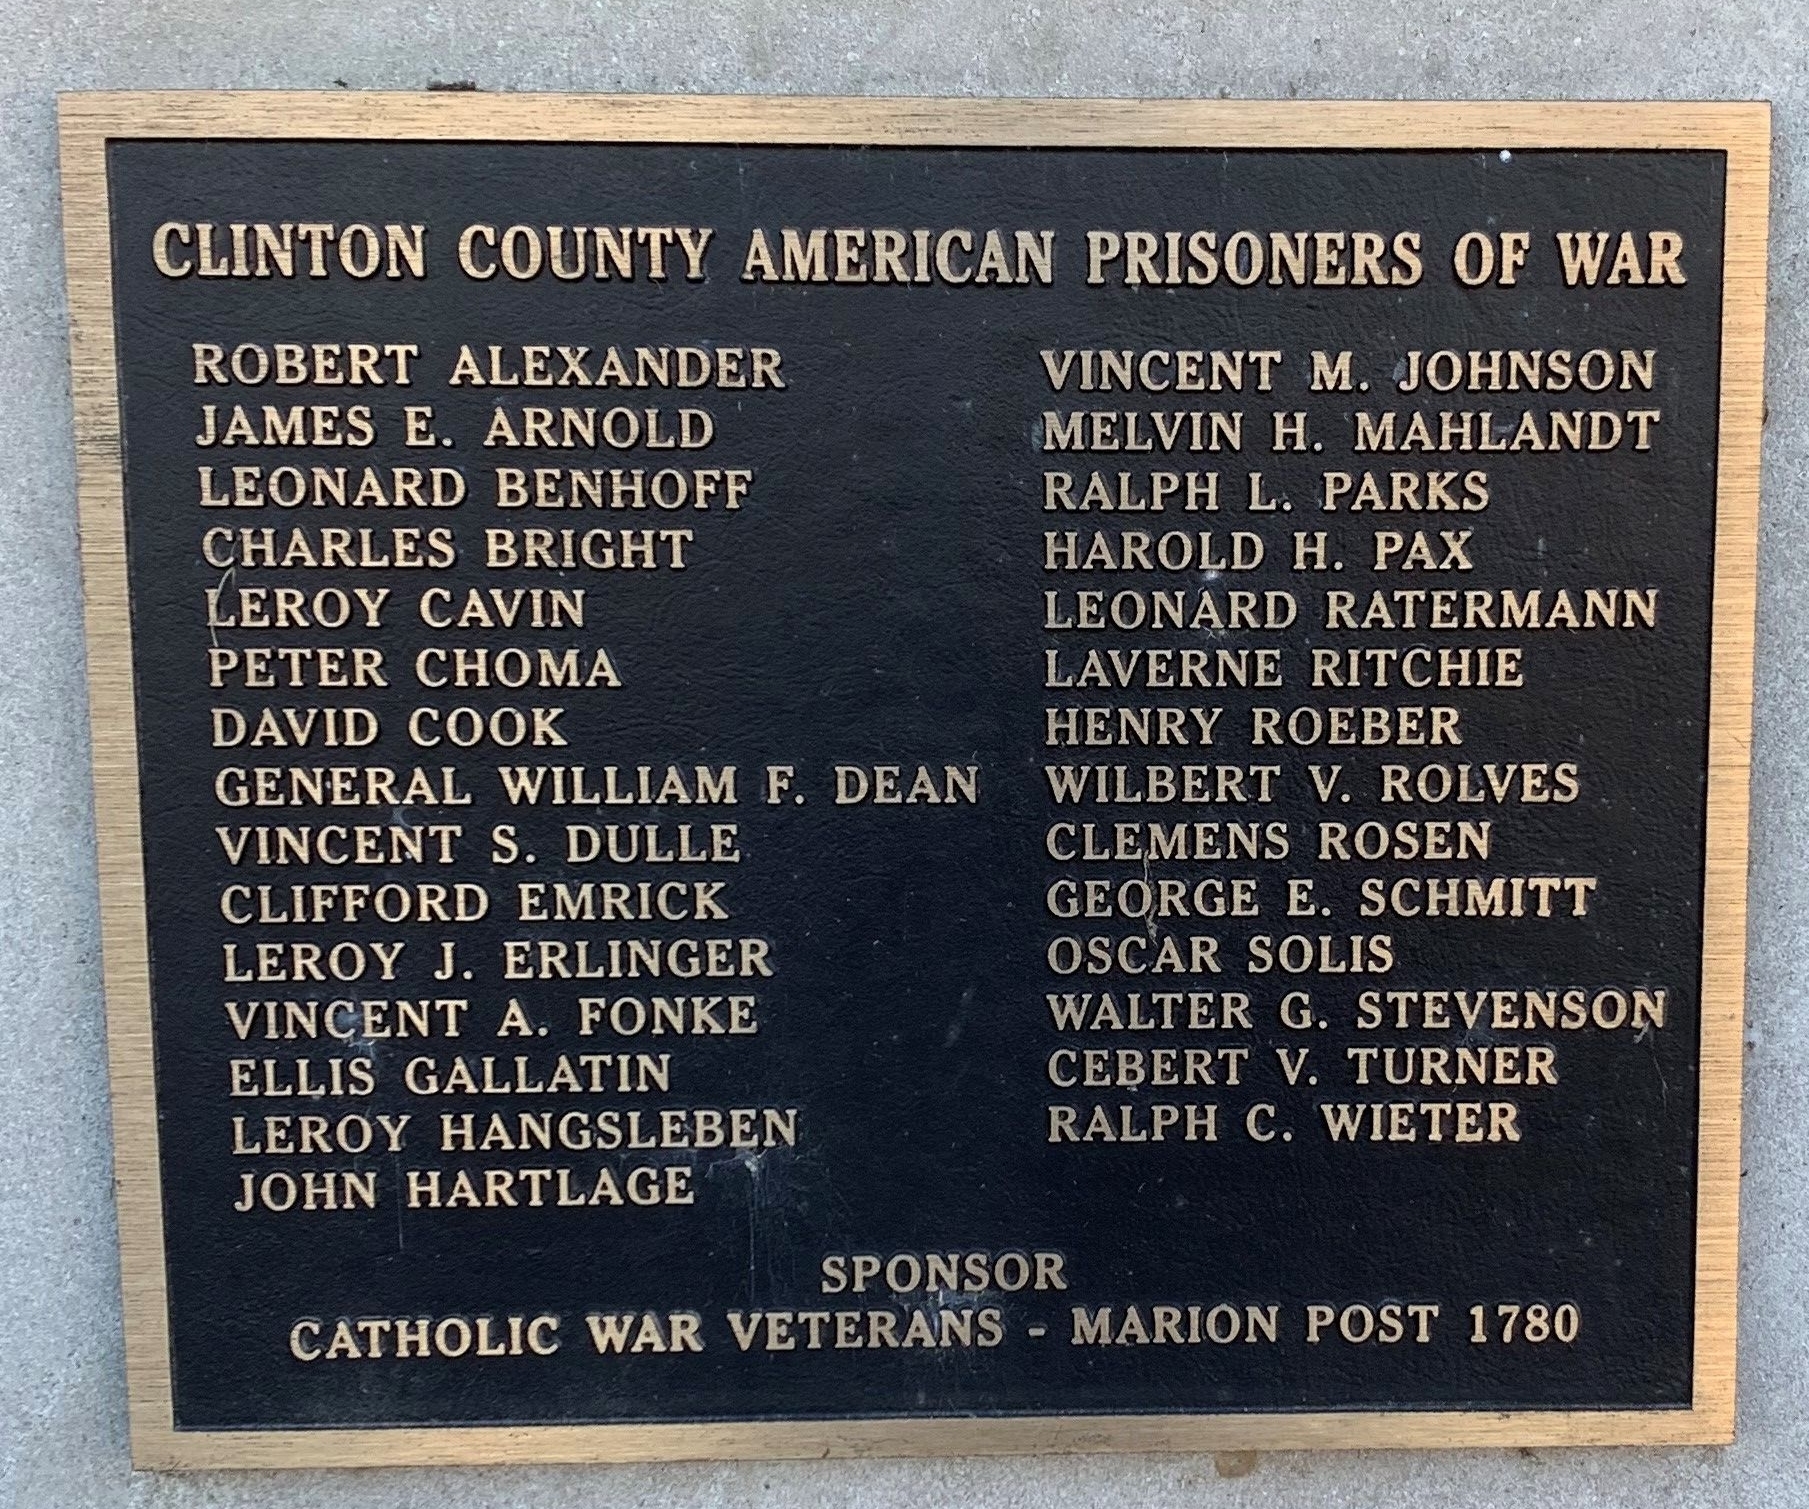 CLINTON COUNTY AMERICAN PRISONERS OF WAR
ROBERT ALEXANDER
JAMES E. ARNOLD
LEONARD BENHOFF
CHARLES BRIGHT
LEROY CAVIN
PETER CHOMA
DAVID COOK
GENERAL WILLIAM F. DEAN
VINCENT S. DULLE
CLIFFORD EMRICK
LEROY J. ERLINGER
VINCENT A. FONKE
ELLIS GALLATIN
LEROY HANGSLEBEN
JOHN HARTLAGE
VINCENT M. JOHNSON
MELVIN H. MAHLANDT
RALPH L. PARKS
HAROLD H. PAX
LEONARD RATERMANN
LAVERNE RITCHIE
HENRY ROEBER
WILBERT V. ROLVES
CLEMENS ROSEN
GEORGE E. SCHMITT
OSCAR SOLIS
WALTER G. STEVENSON
CEBERT V. TURNER
RALPH C. WIETER
SPONSOR
CATHOLIC WAR VETERANS - MARION POST 1780